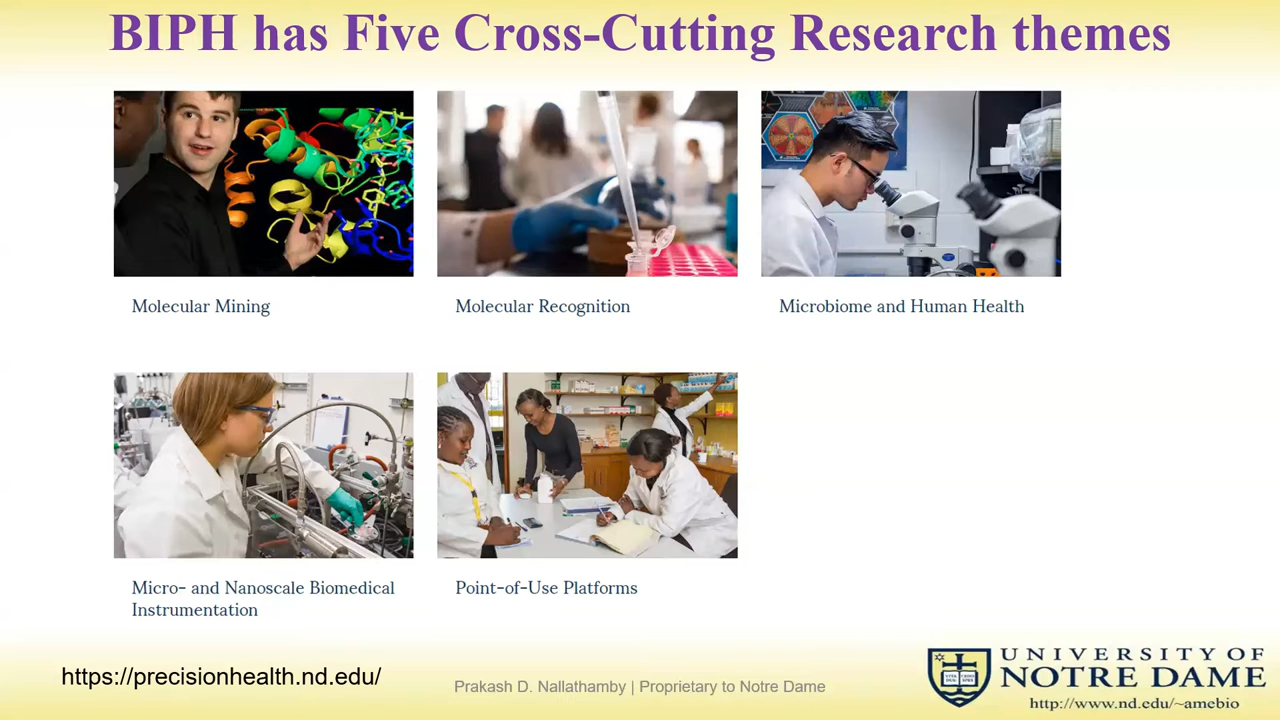 BIPH has Five Cross-Cutting Research themes
Molecular Mining
Molecular Recognition
Microbiome and Human Health
Micro- and Nanoscale Biomedical
Instrumentation
Point-of-Use Platforms
https://precisionhealth.nd.edu/
Prakash D. Nallathamby | Proprietary to Notre Dame
UNIVERSITY OF
NOTRE DAME
http://www.nd.edu/~amebio